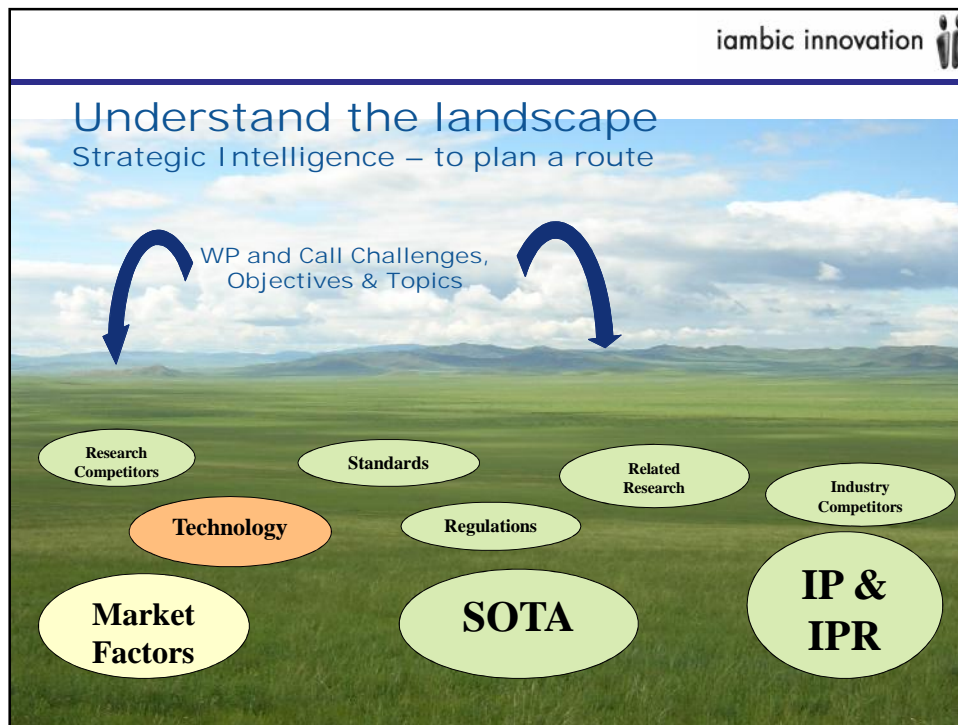 iambic innovation
Understand the landscape
Strategic Intelligence – to plan a route
WP and Call Challenges,
Objectives & Topics
Research
Competitors
Standards
Related
Research
Industry
Competitors
Technology
Regulations
Market
Factors
SOTA
IP &
IPR